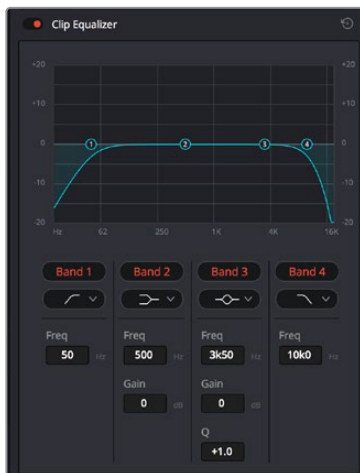 Clip Equalizer
+20 +20
+10 +10
0 0
-10 -10
-20 -20
Hz 62 250 1K 4K 16K
1 2 3 4
Band 1 Band 2 Band 3 Band 4
Freq Freq Freq Freq
50 Hz 500 Hz 3k50 Hz 10k0 Hz
Gain Gain
0 dB 0 dB
Q
+1.0